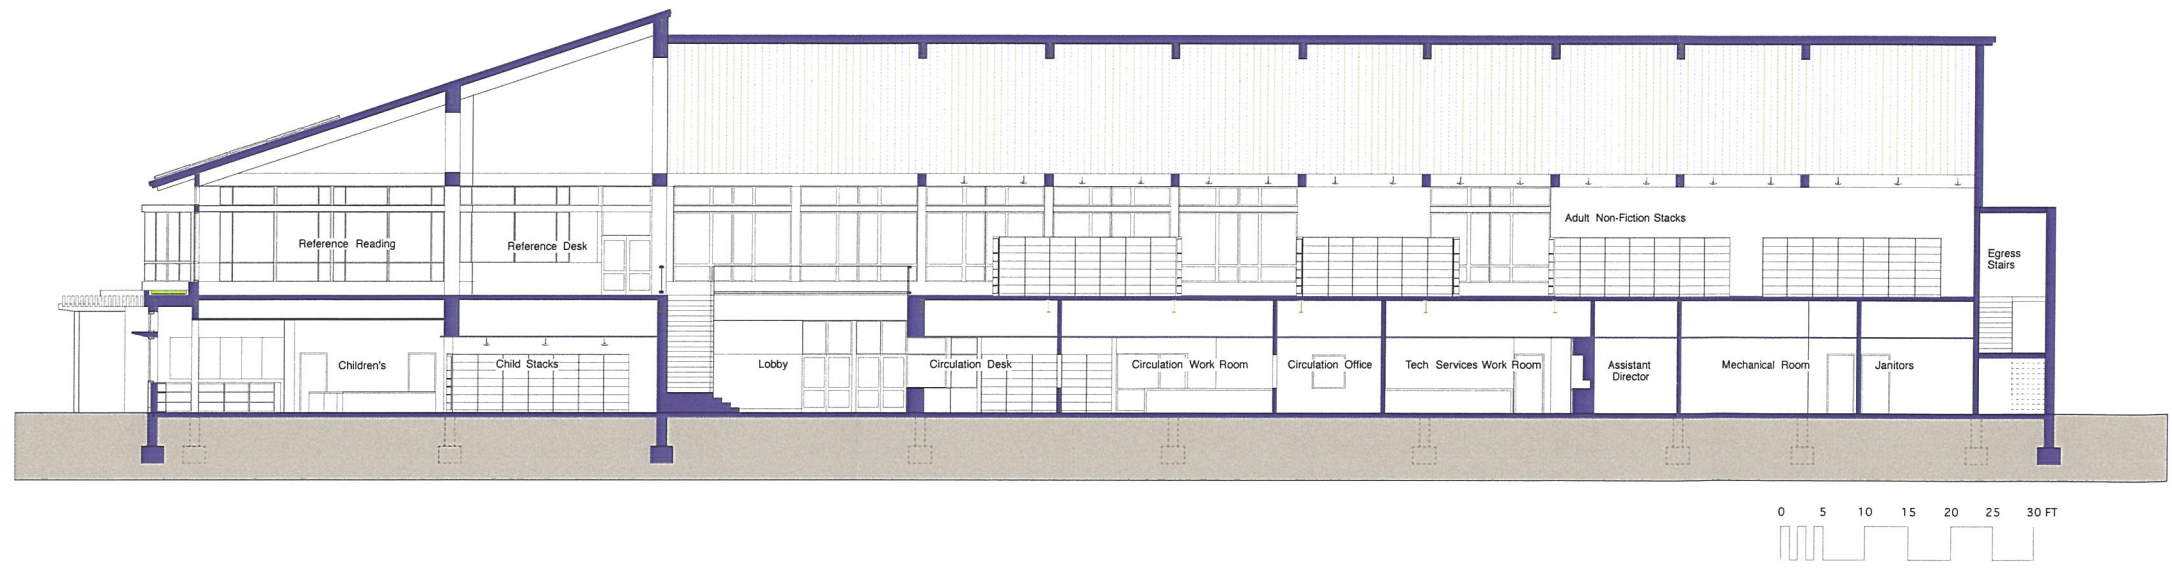 Adult Non-Fiction Stacks
Reference Reading
Reference Desk
Egress
Stairs
Children's
Child Stacks
Lobby
Circulation Desk
Circulation Work Room
Circulation Office
Tech Services Work Room
Assistant
Director
Mechanical Room
Janitors
0 5 10 15 20 25 30 FT